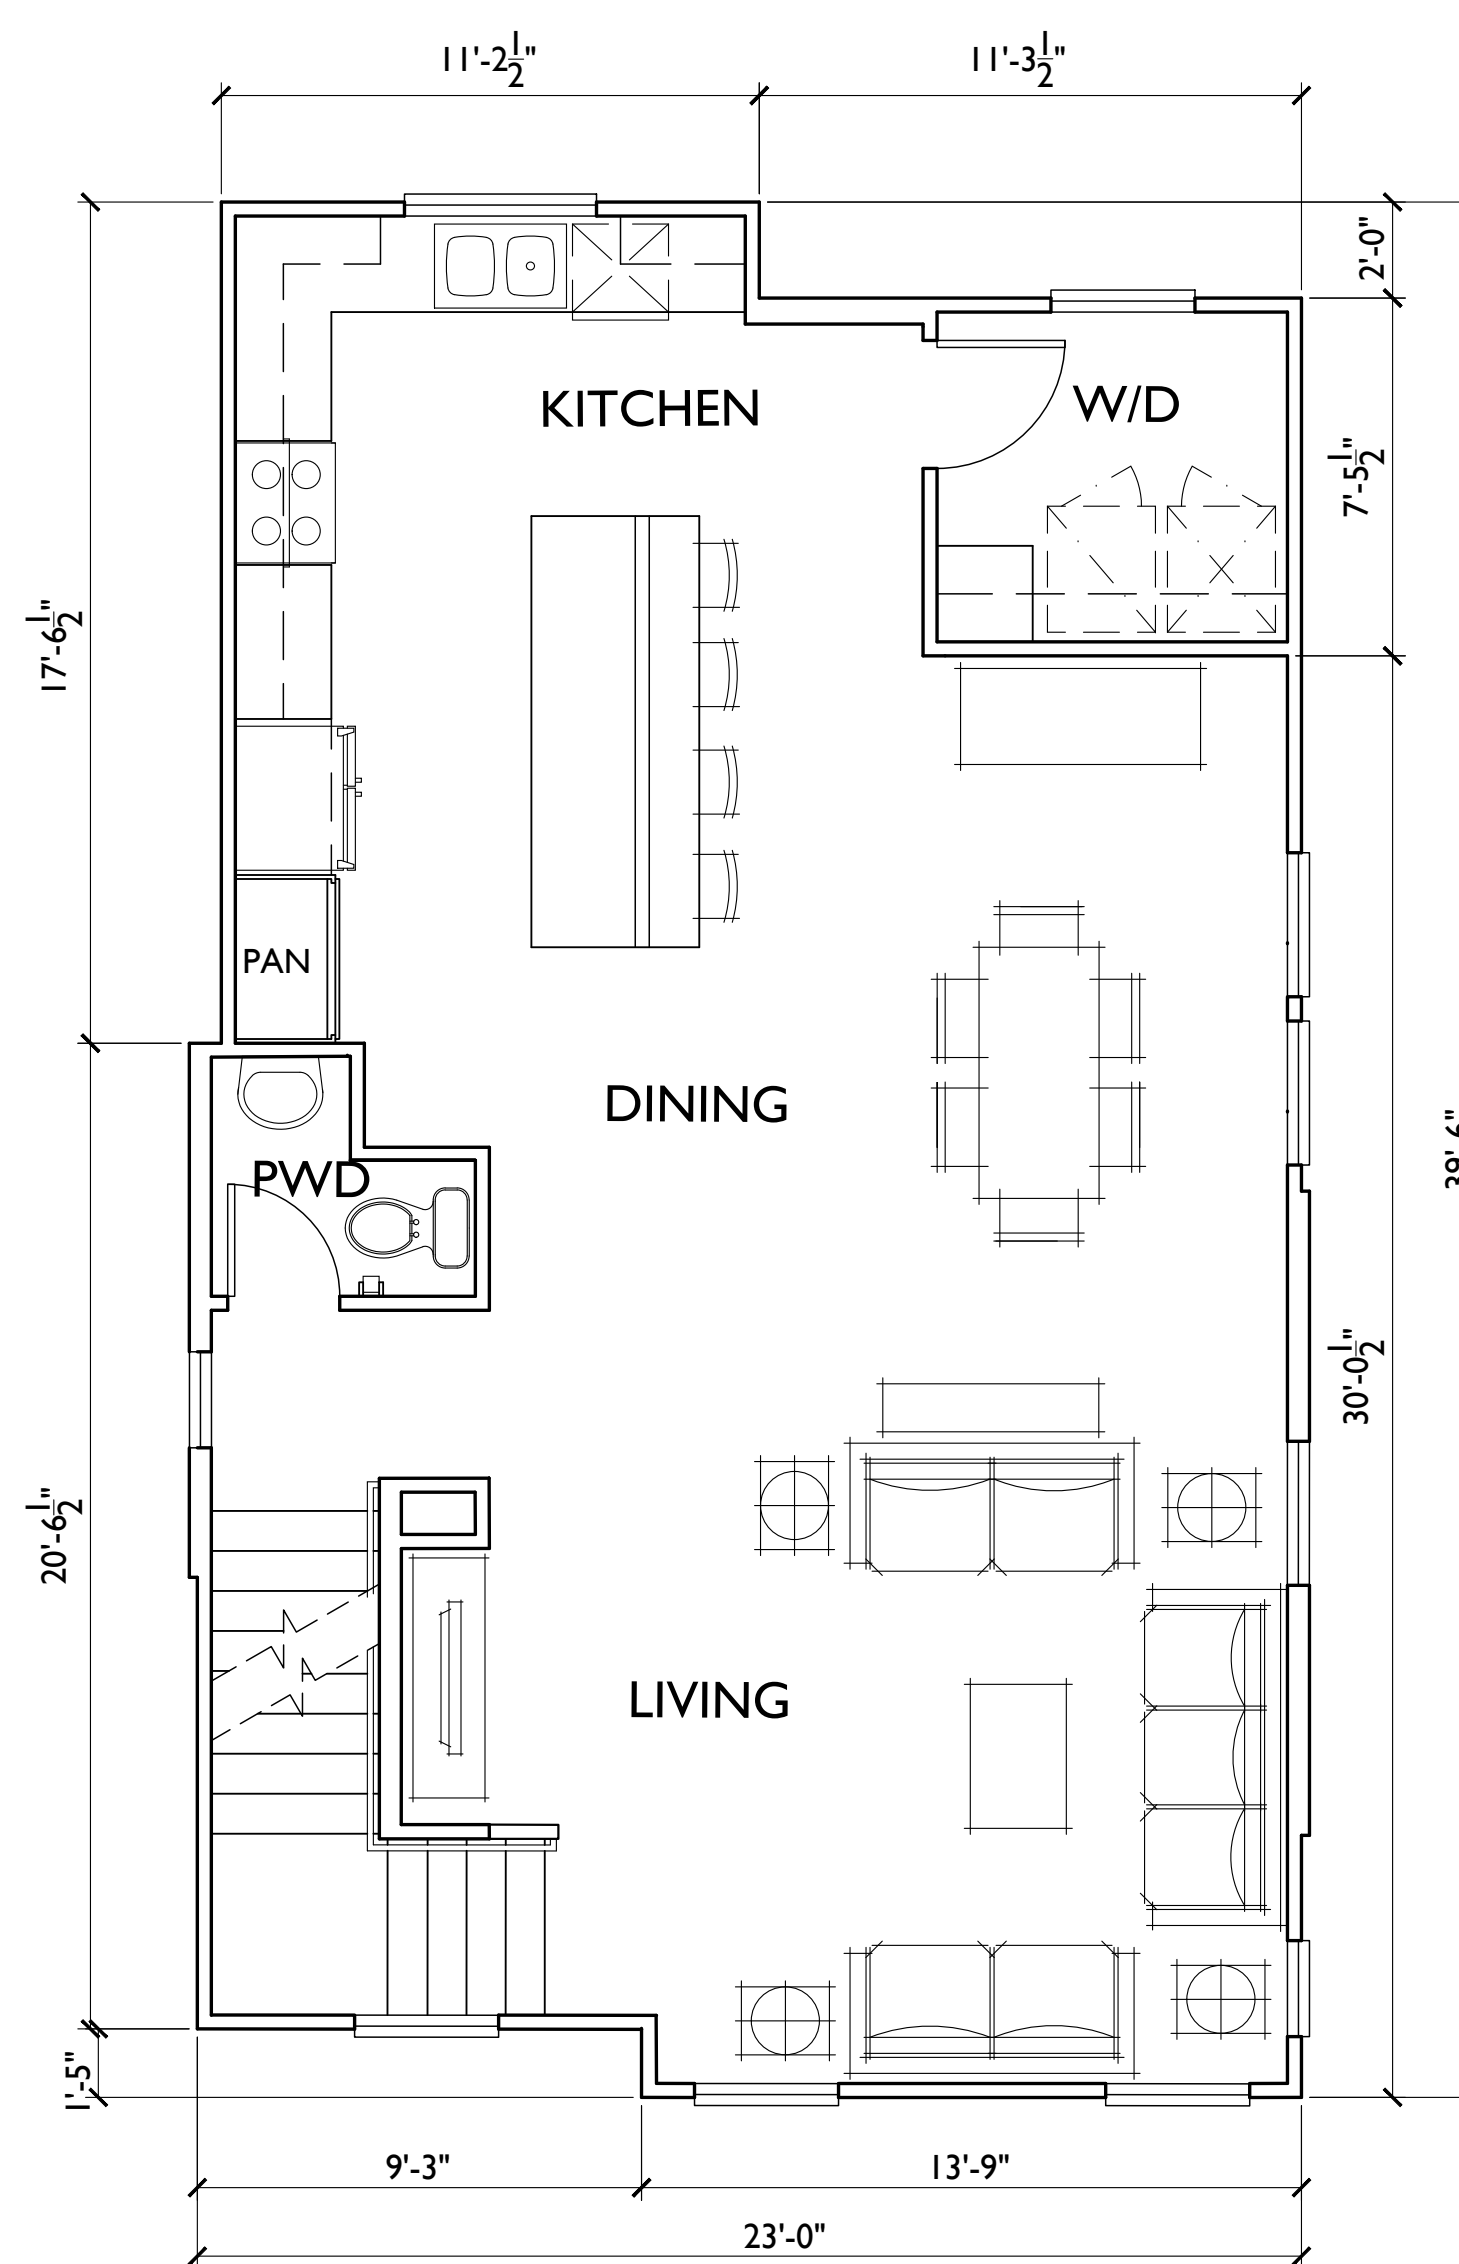 11'-2 1/2"
11'-3 1/2"
2'-0"
KITCHEN
W/D
7'-5 1/2"
17'-6 1/2"
PAN
DINING
PWD
39'-6"
30'-0 1/2"
20'-6 1/2"
LIVING
1'-5"
9'-3"
13'-9"
23'-0"